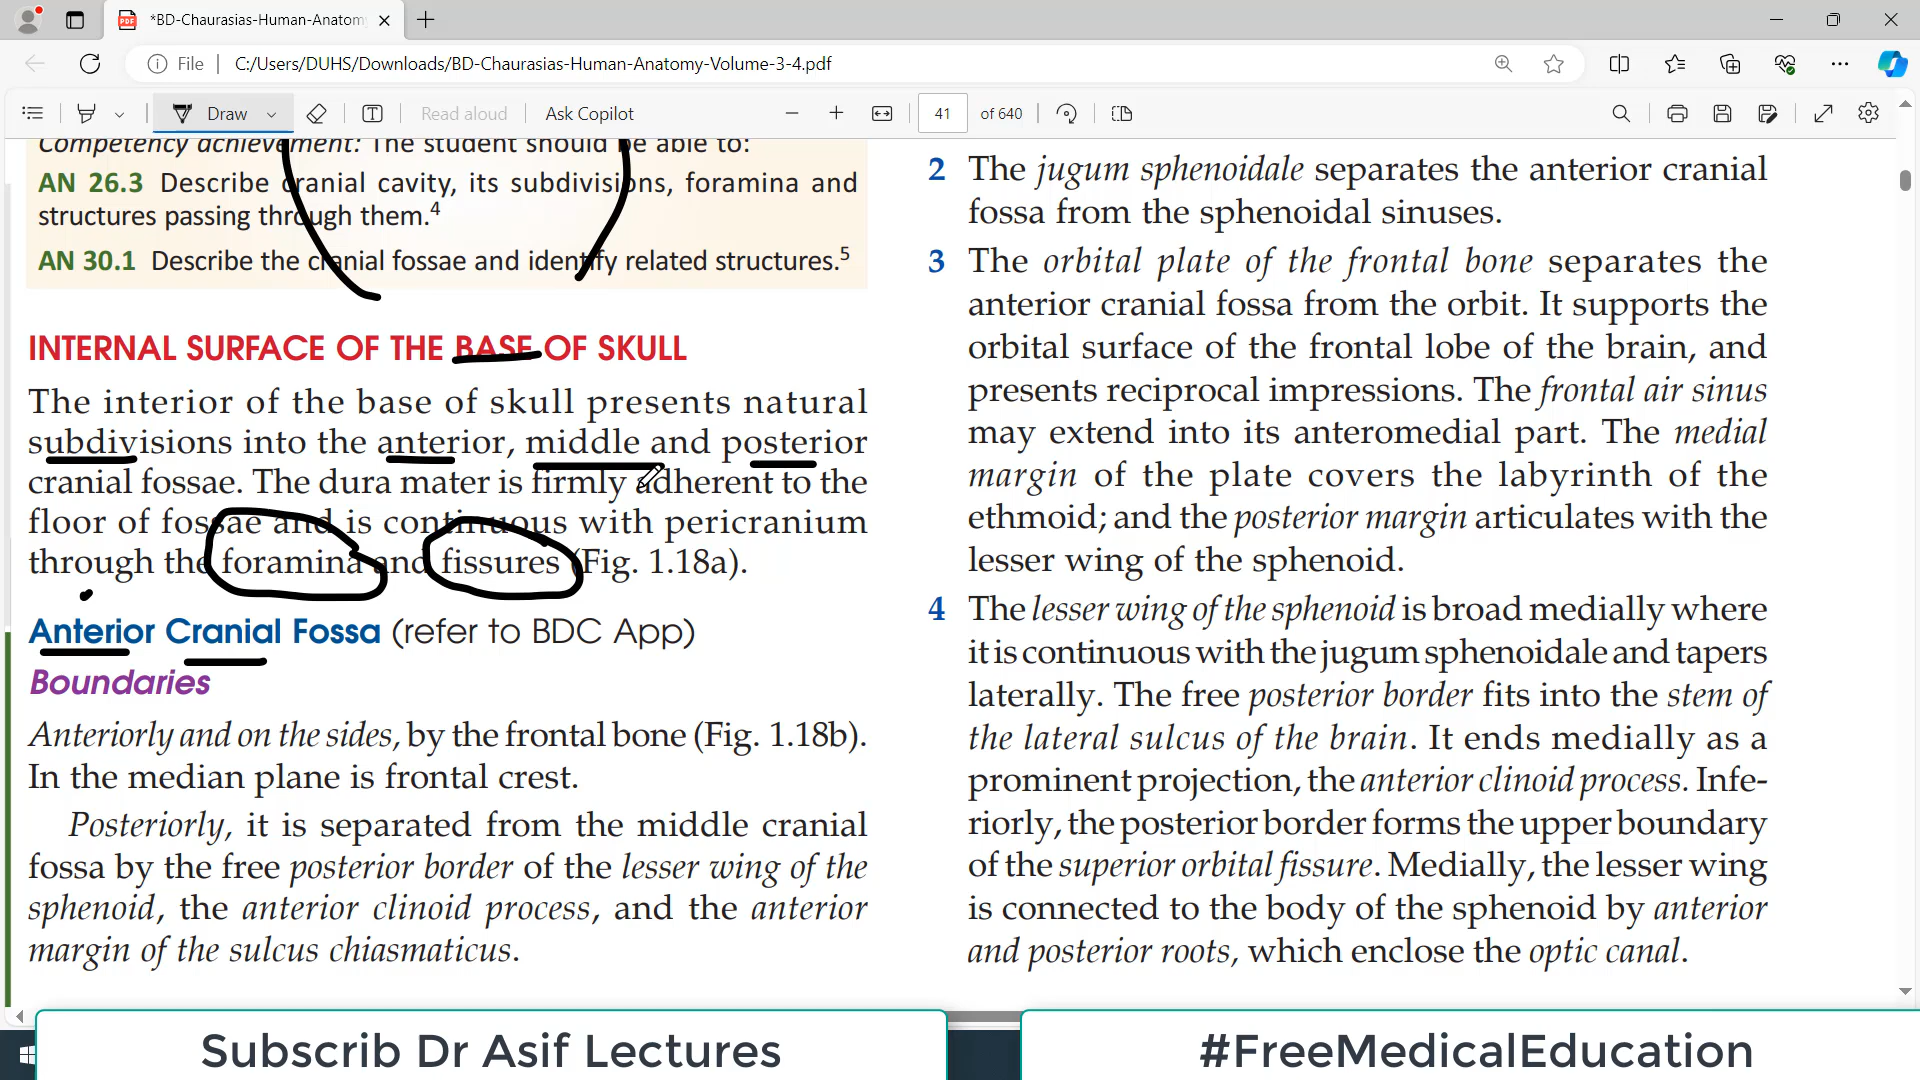 *BD-Chaurasias-Human-Anatom
File
C:/Users/DUHS/Downloads/BD-Chaurasias-Human-Anatomy-Volume-3-4.pdf
Draw
Read aloud
Ask Copilot
41
of 640
Competency achievement: The student should be able to:
AN 26.3 Describe cranial cavity, its subdivisions, foramina and
structures passing through them.4
AN 30.1 Describe the cranial fossae and identify related structures.5
INTERNAL SURFACE OF THE BASE OF SKULL
The interior of the base of skull presents natural
subdivisions into the anterior, middle and posterior
cranial fossae. The dura mater is firmly adherent to the
floor of fossae and is continuous with pericranium
through the foramina and fissures (Fig. 1.18a).
Anterior Cranial Fossa (refer to BDC App)
Boundaries
Anteriorly and on the sides, by the frontal bone (Fig. 1.18b).
In the median plane is frontal crest.
Posteriorly, it is separated from the middle cranial
fossa by the free posterior border of the lesser wing of the
sphenoid, the anterior clinoid process, and the anterior
margin of the sulcus chiasmaticus.
2 The jugum sphenoidale separates the anterior cranial
fossa from the sphenoidal sinuses.
3 The orbital plate of the frontal bone separates the
anterior cranial fossa from the orbit. It supports the
orbital surface of the frontal lobe of the brain, and
presents reciprocal impressions. The frontal air sinus
may extend into its anteromedial part. The medial
margin of the plate covers the labyrinth of the
ethmoid; and the posterior margin articulates with the
lesser wing of the sphenoid.
4 The lesser wing of the sphenoid is broad medially where
it is continuous with the jugum sphenoidale and tapers
laterally. The free posterior border fits into the stem of
the lateral sulcus of the brain. It ends medially as a
prominent projection, the anterior clinoid process. Infe-
riorly, the posterior border forms the upper boundary
of the superior orbital fissure. Medially, the lesser wing
is connected to the body of the sphenoid by anterior
and posterior roots, which enclose the optic canal.
Subscrib Dr Asif Lectures
#FreeMedicalEducation